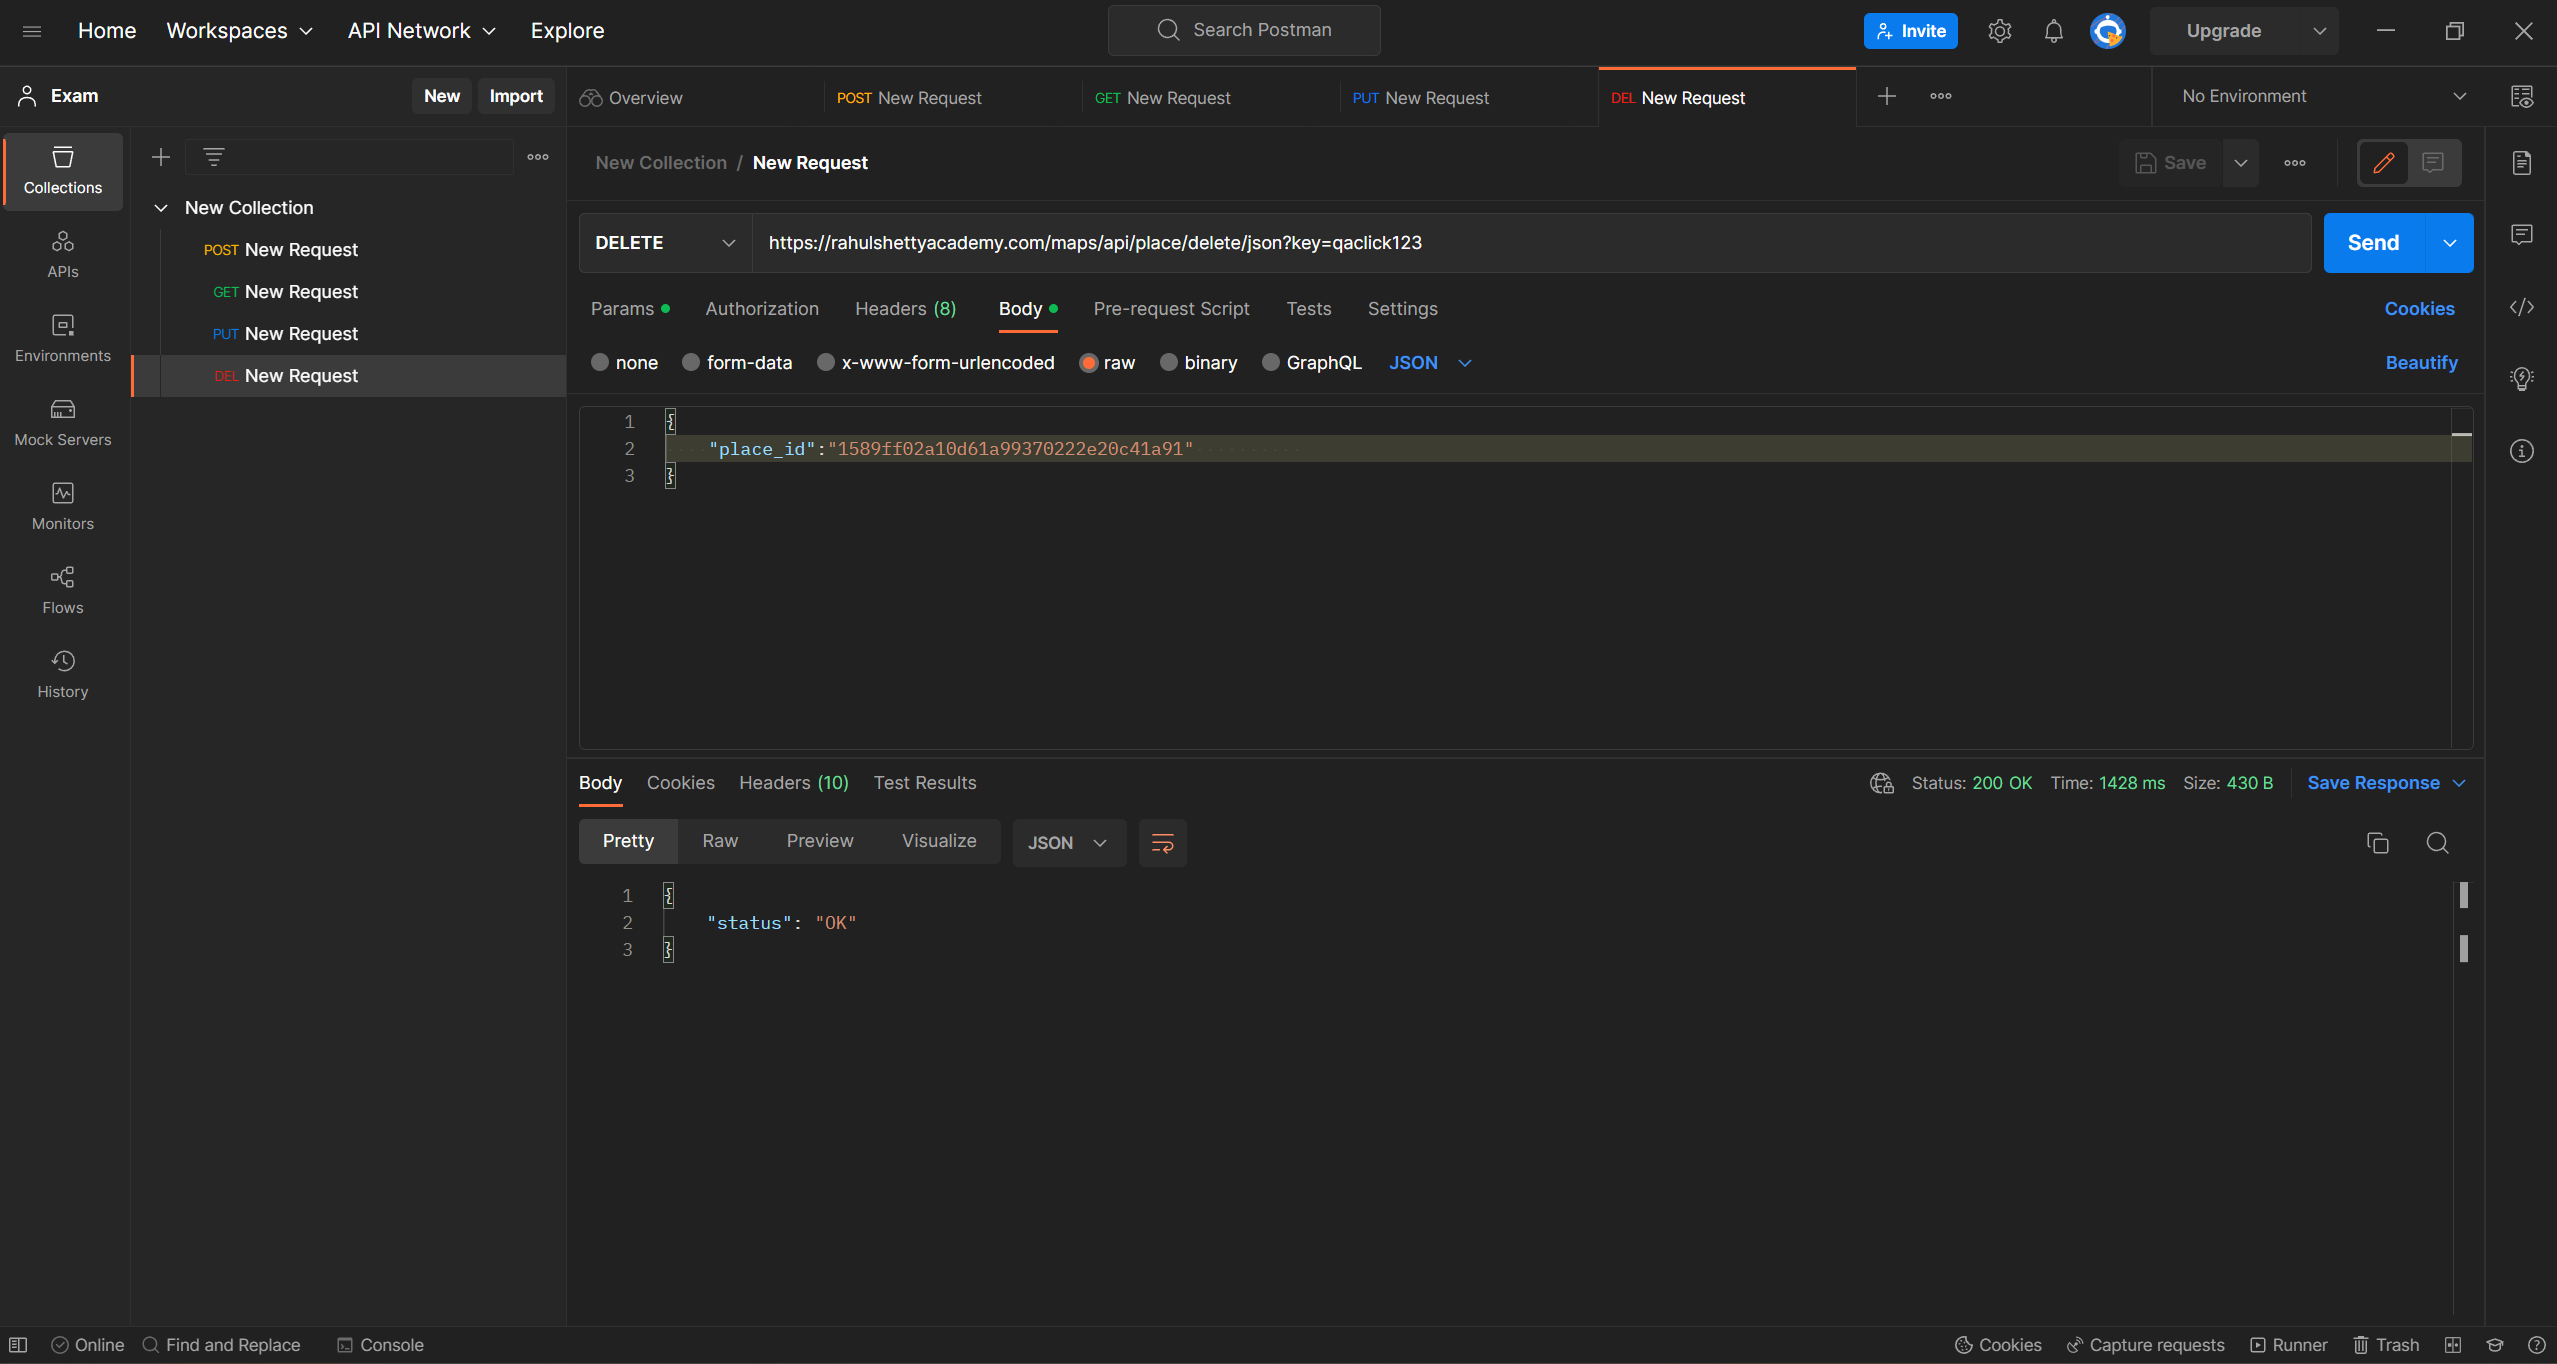 Home Workspaces API Network Explore Search Postman Invite Upgrade
Exam New Import
Overview POST New Request GET New Request PUT New Request DEL New Request No Environment
Collections
APIs
Environments
Mock Servers
Monitors
Flows
History
New Collection
POST New Request
GET New Request
PUT New Request
DEL New Request
New Collection / New Request Save
DELETE https://rahulshettyacademy.com/maps/api/place/delete/json?key=qaclick123 Send
Params Authorization Headers (8) Body Pre-request Script Tests Settings Cookies
none form-data x-www-form-urlencoded raw binary GraphQL JSON Beautify
1 {
2 "place_id":"1589ff02a10d61a99370222e20c41a91"
3 }
Body Cookies Headers (10) Test Results Status: 200 OK Time: 1428 ms Size: 430 B Save Response
Pretty Raw Preview Visualize JSON
1 {
2 "status": "OK"
3 }
Online Find and Replace Console Cookies Capture requests Runner Trash